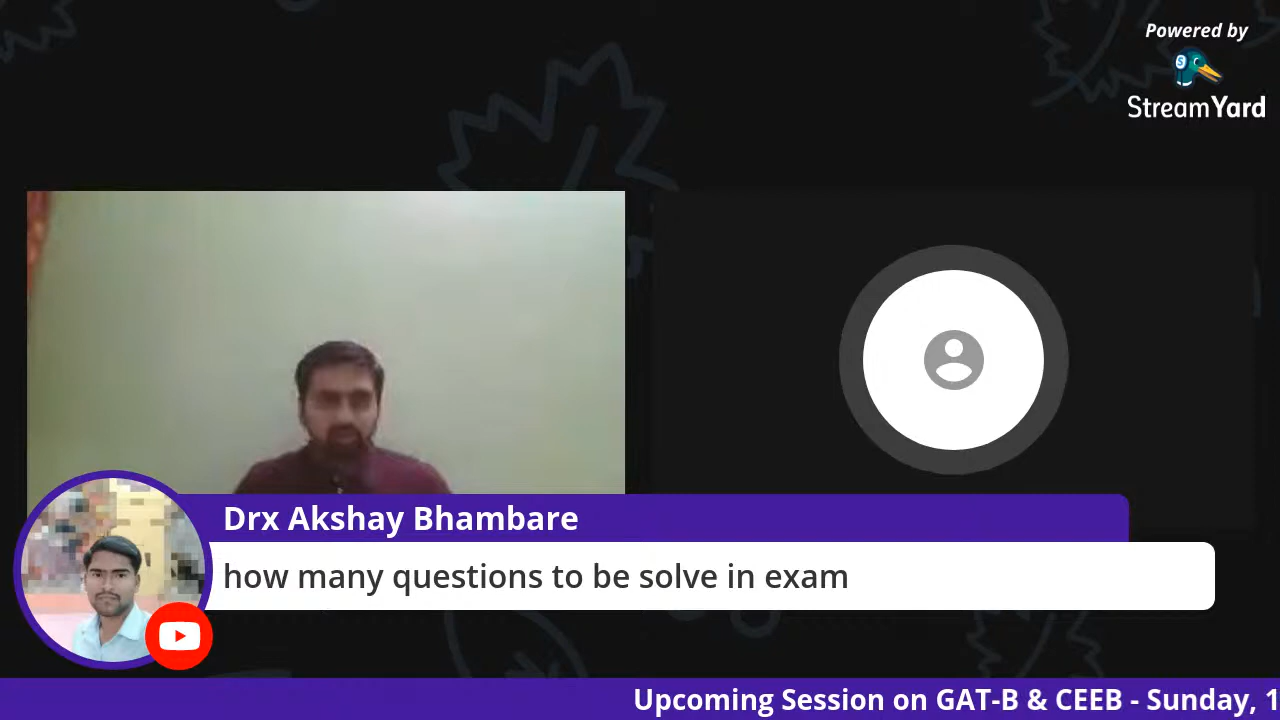 Powered by
StreamYard
Drx Akshay Bhambare
how many questions to be solve in exam
Upcoming Session on GAT-B & CEEB - Sunday, 1